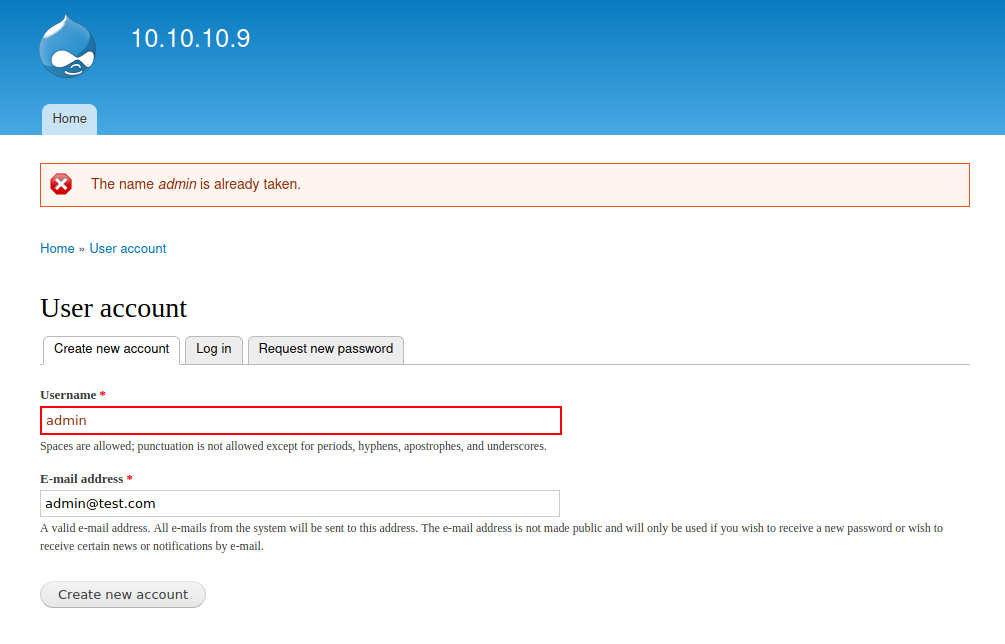 10.10.10.9
Home
The name admin is already taken.
Home » User account
User account
Create new account
Log in
Request new password
Username *
admin
Spaces are allowed; punctuation is not allowed except for periods, hyphens, apostrophes, and underscores.
E-mail address *
admin@test.com
A valid e-mail address. All e-mails from the system will be sent to this address. The e-mail address is not made public and will only be used if you wish to receive a new password or wish to
receive certain news or notifications by e-mail.
Create new account